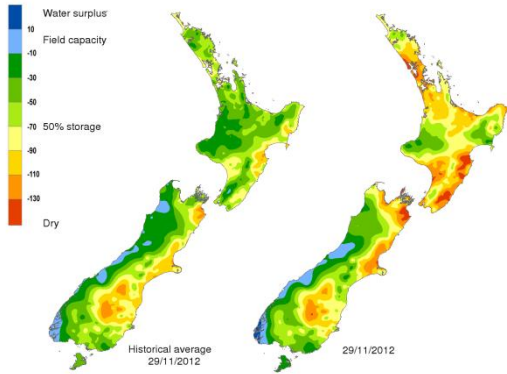 Water surplus
10
Field capacity
-10
-30
-50
50% storage
-70
-90
-110
-130
Dry
Historical average
29/11/2012
29/11/2012